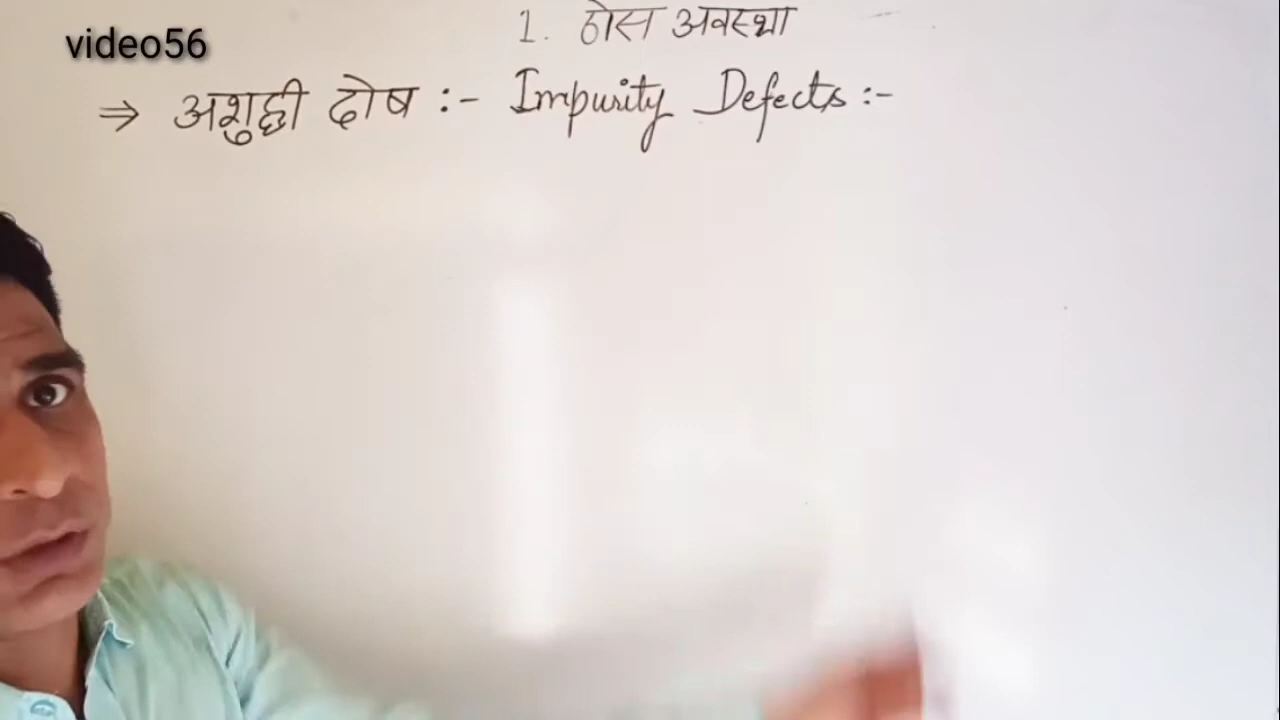 video56
1. ठोस अवस्था
⇒ अशुद्धी दोष :- Impurity Defects :-